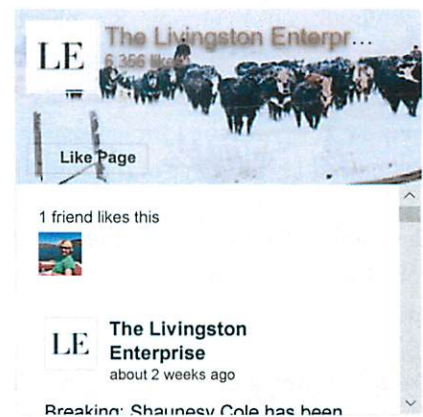 LE
The Livingston Enterpr...
6,356 likes
Like Page
1 friend likes this
LE
The Livingston
Enterprise
about 2 weeks ago
Breaking: Shaunesy Cole has been